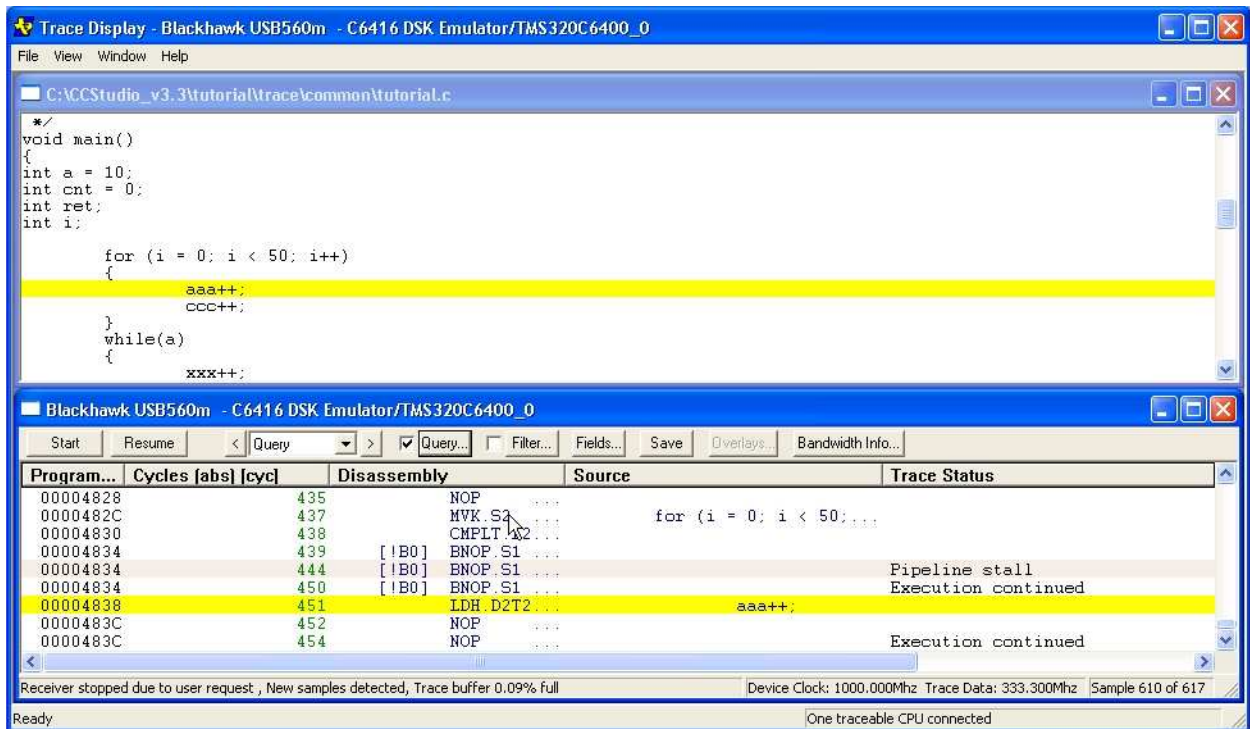 Trace Display - Blackhawk USB560m - C6416 DSK Emulator/TMS320C6400_0
File View Window Help
C:\CCStudio_v3.3\tutorial\trace\common\tutorial.c
*/
void main()
{
int a = 10;
int cnt = 0;
int ret;
int i;
for (i = 0; i < 50; i++)
{
aaa++;
ccc++;
}
while(a)
{
xxx++;
Blackhawk USB560m - C6416 DSK Emulator/TMS320C6400_0
Start Resume < Query > Query... Filter... Fields... Save Overlays... Bandwidth Info...
Program... Cycles [abs] [cyc] Disassembly Source Trace Status
00004828 435 NOP ...
0000482C 437 MVK.S2 ... for (i = 0; i < 50;...
00004830 438 ...
00004834 439 [!B0] BNOP.S1 ...
00004834 444 [!B0] BNOP.S1 ... Pipeline stall
00004834 450 [!B0] BNOP.S1 ... Execution continued
00004838 451 LDH.D2T2... aaa++;
0000483C 452 NOP ...
0000483C 454 NOP ... Execution continued
Receiver stopped due to user request , New samples detected, Trace buffer 0.09% full Device Clock: 1000.000Mhz Trace Data: 333.300Mhz Sample 610 of 617
Ready One traceable CPU connected